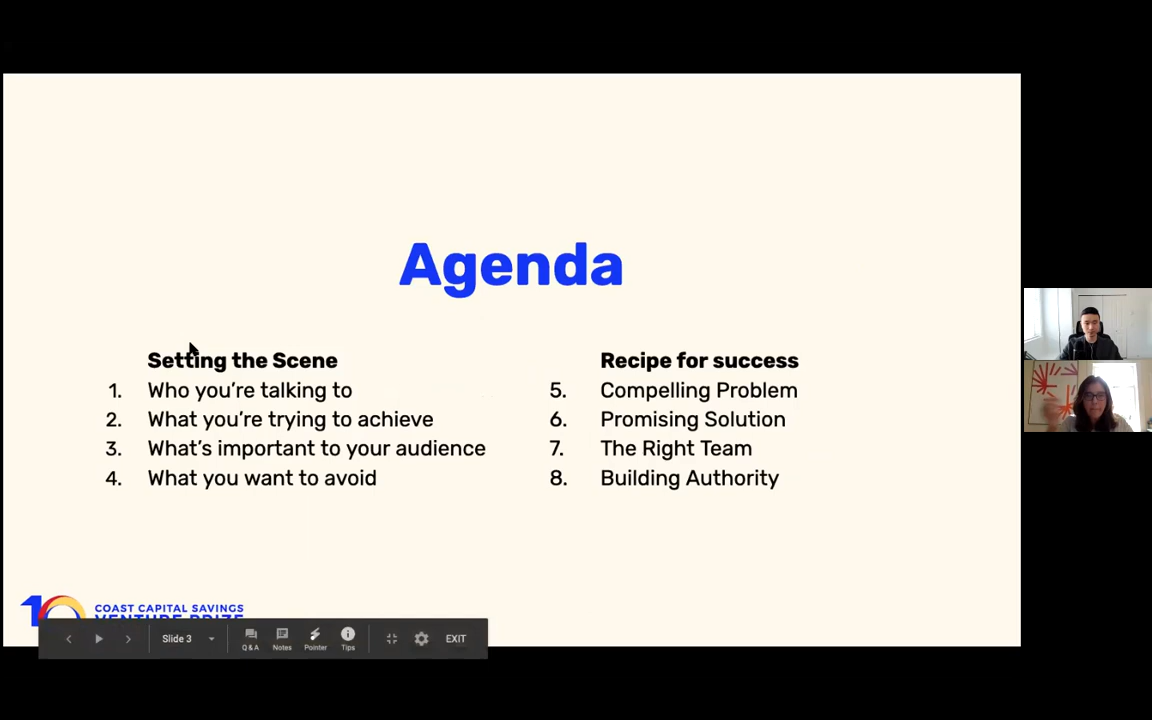 Agenda
Setting the Scene
1. Who you're talking to
2. What you're trying to achieve
3. What's important to your audience
4. What you want to avoid
Recipe for success
5. Compelling Problem
6. Promising Solution
7. The Right Team
8. Building Authority
10 COAST CAPITAL SAVINGS
VENTURE PRIZE
Slide 3
Q&A
Notes
Pointer
Tips
EXIT